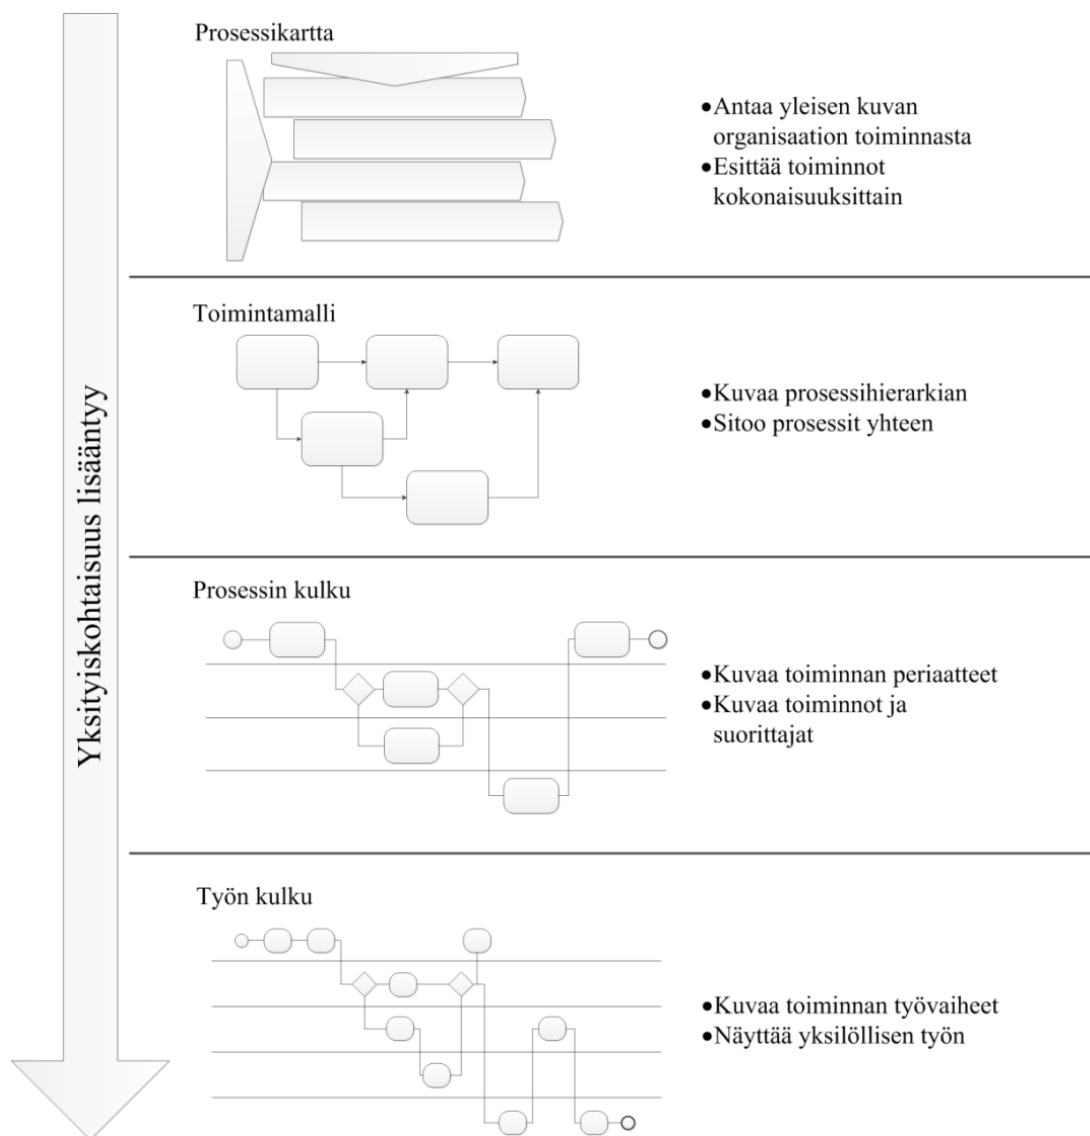 Prosessikartta
•Antaa yleisen kuvan
organisaation toiminnasta
•Esittää toiminnot
kokonaisuuksittain
Toimintamalli
•Kuvaa prosessihierarkian
•Sitoo prosessit yhteen
Yksityiskohtaisuus lisääntyy
Prosessin kulku
•Kuvaa toiminnan periaatteet
•Kuvaa toiminnot ja
suorittajat
Työn kulku
•Kuvaa toiminnan työvaiheet
•Näyttää yksilöllisen työn